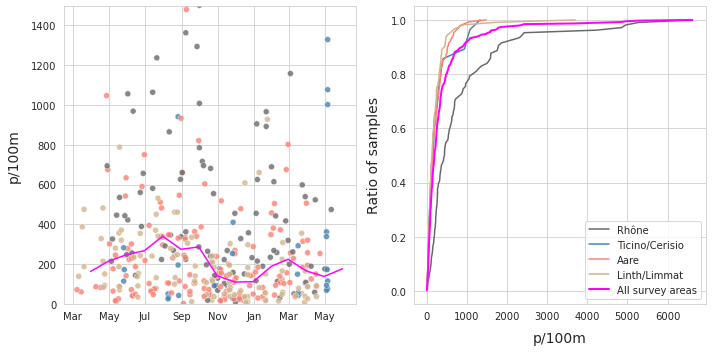 1400
1200
1000
800
600
400
200
0
p/100m
Mar May Jul Sep Nov Jan Mar May
1.0
0.8
0.6
0.4
0.2
0.0
Ratio of samples
Rhône
Ticino/Cerisio
Aare
Linth/Limmat
All survey areas
0 1000 2000 3000 4000 5000 6000
p/100m